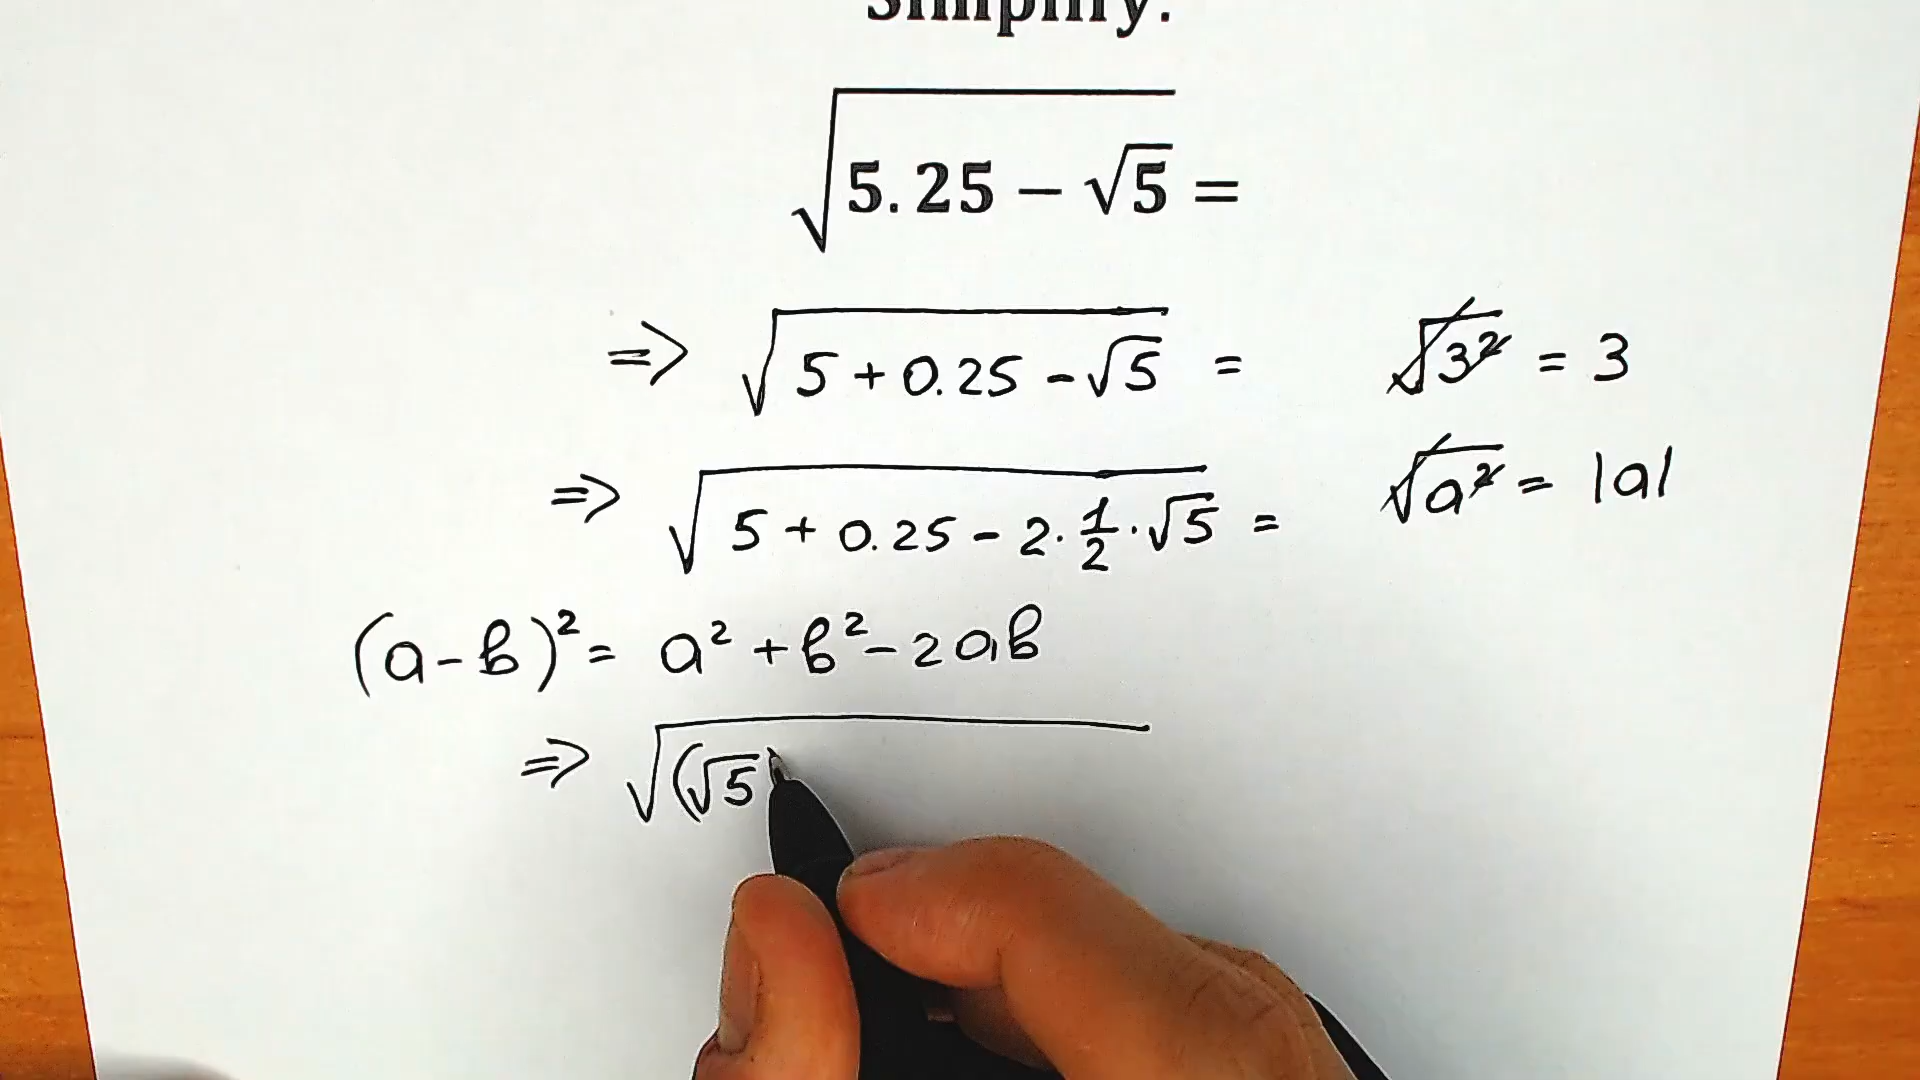 Simplify:
√(5.25 − √5) =
=> √(5 + 0.25 - √5) = √3² = 3
=> √(5 + 0.25 - 2·1/2·√5) = √a² = |a|
(a-b)² = a² + b² - 2ab
=> √((√5